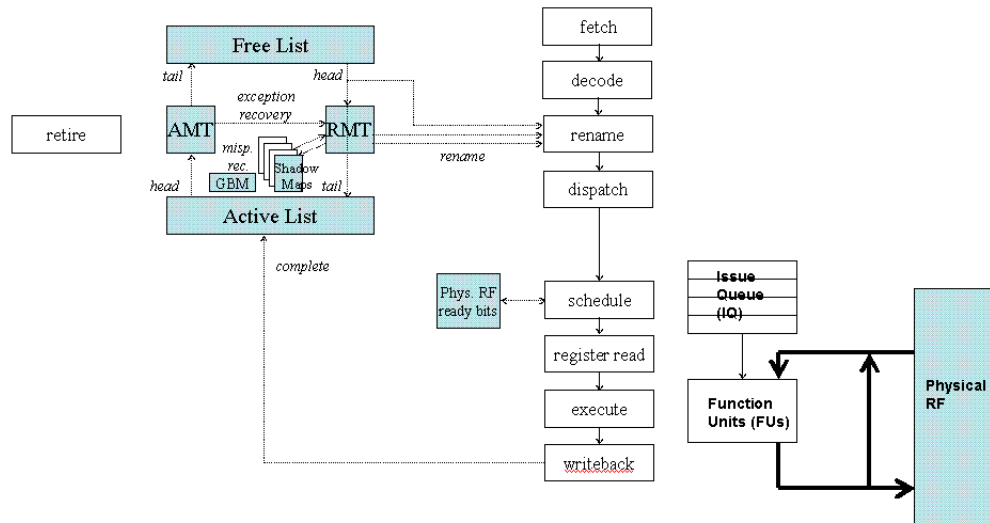 Free List
fetch
tail
head
decode
exception
recovery
retire
AMT
RMT
rename
misp.
rec.
Shadow
Maps
rename
head
GBM
tail
dispatch
Active List
complete
Phys. RF
ready bits
schedule
Issue
Queue
(IQ)
register read
Physical
RF
execute
Function
Units (FUs)
writeback